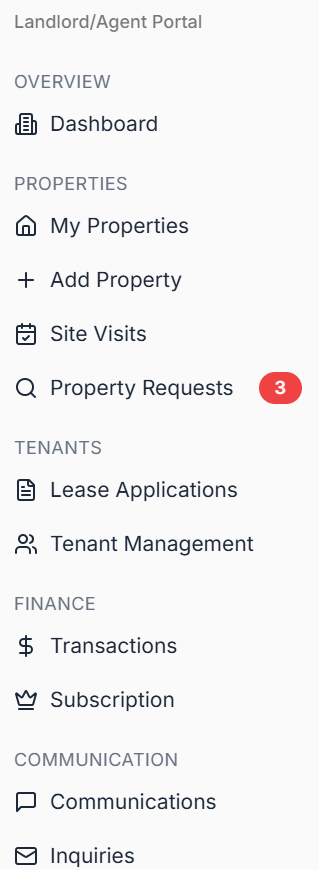 Landlord/Agent Portal
OVERVIEW
Dashboard
PROPERTIES
My Properties
Add Property
Site Visits
Property Requests 3
TENANTS
Lease Applications
Tenant Management
FINANCE
Transactions
Subscription
COMMUNICATION
Communications
Inquiries